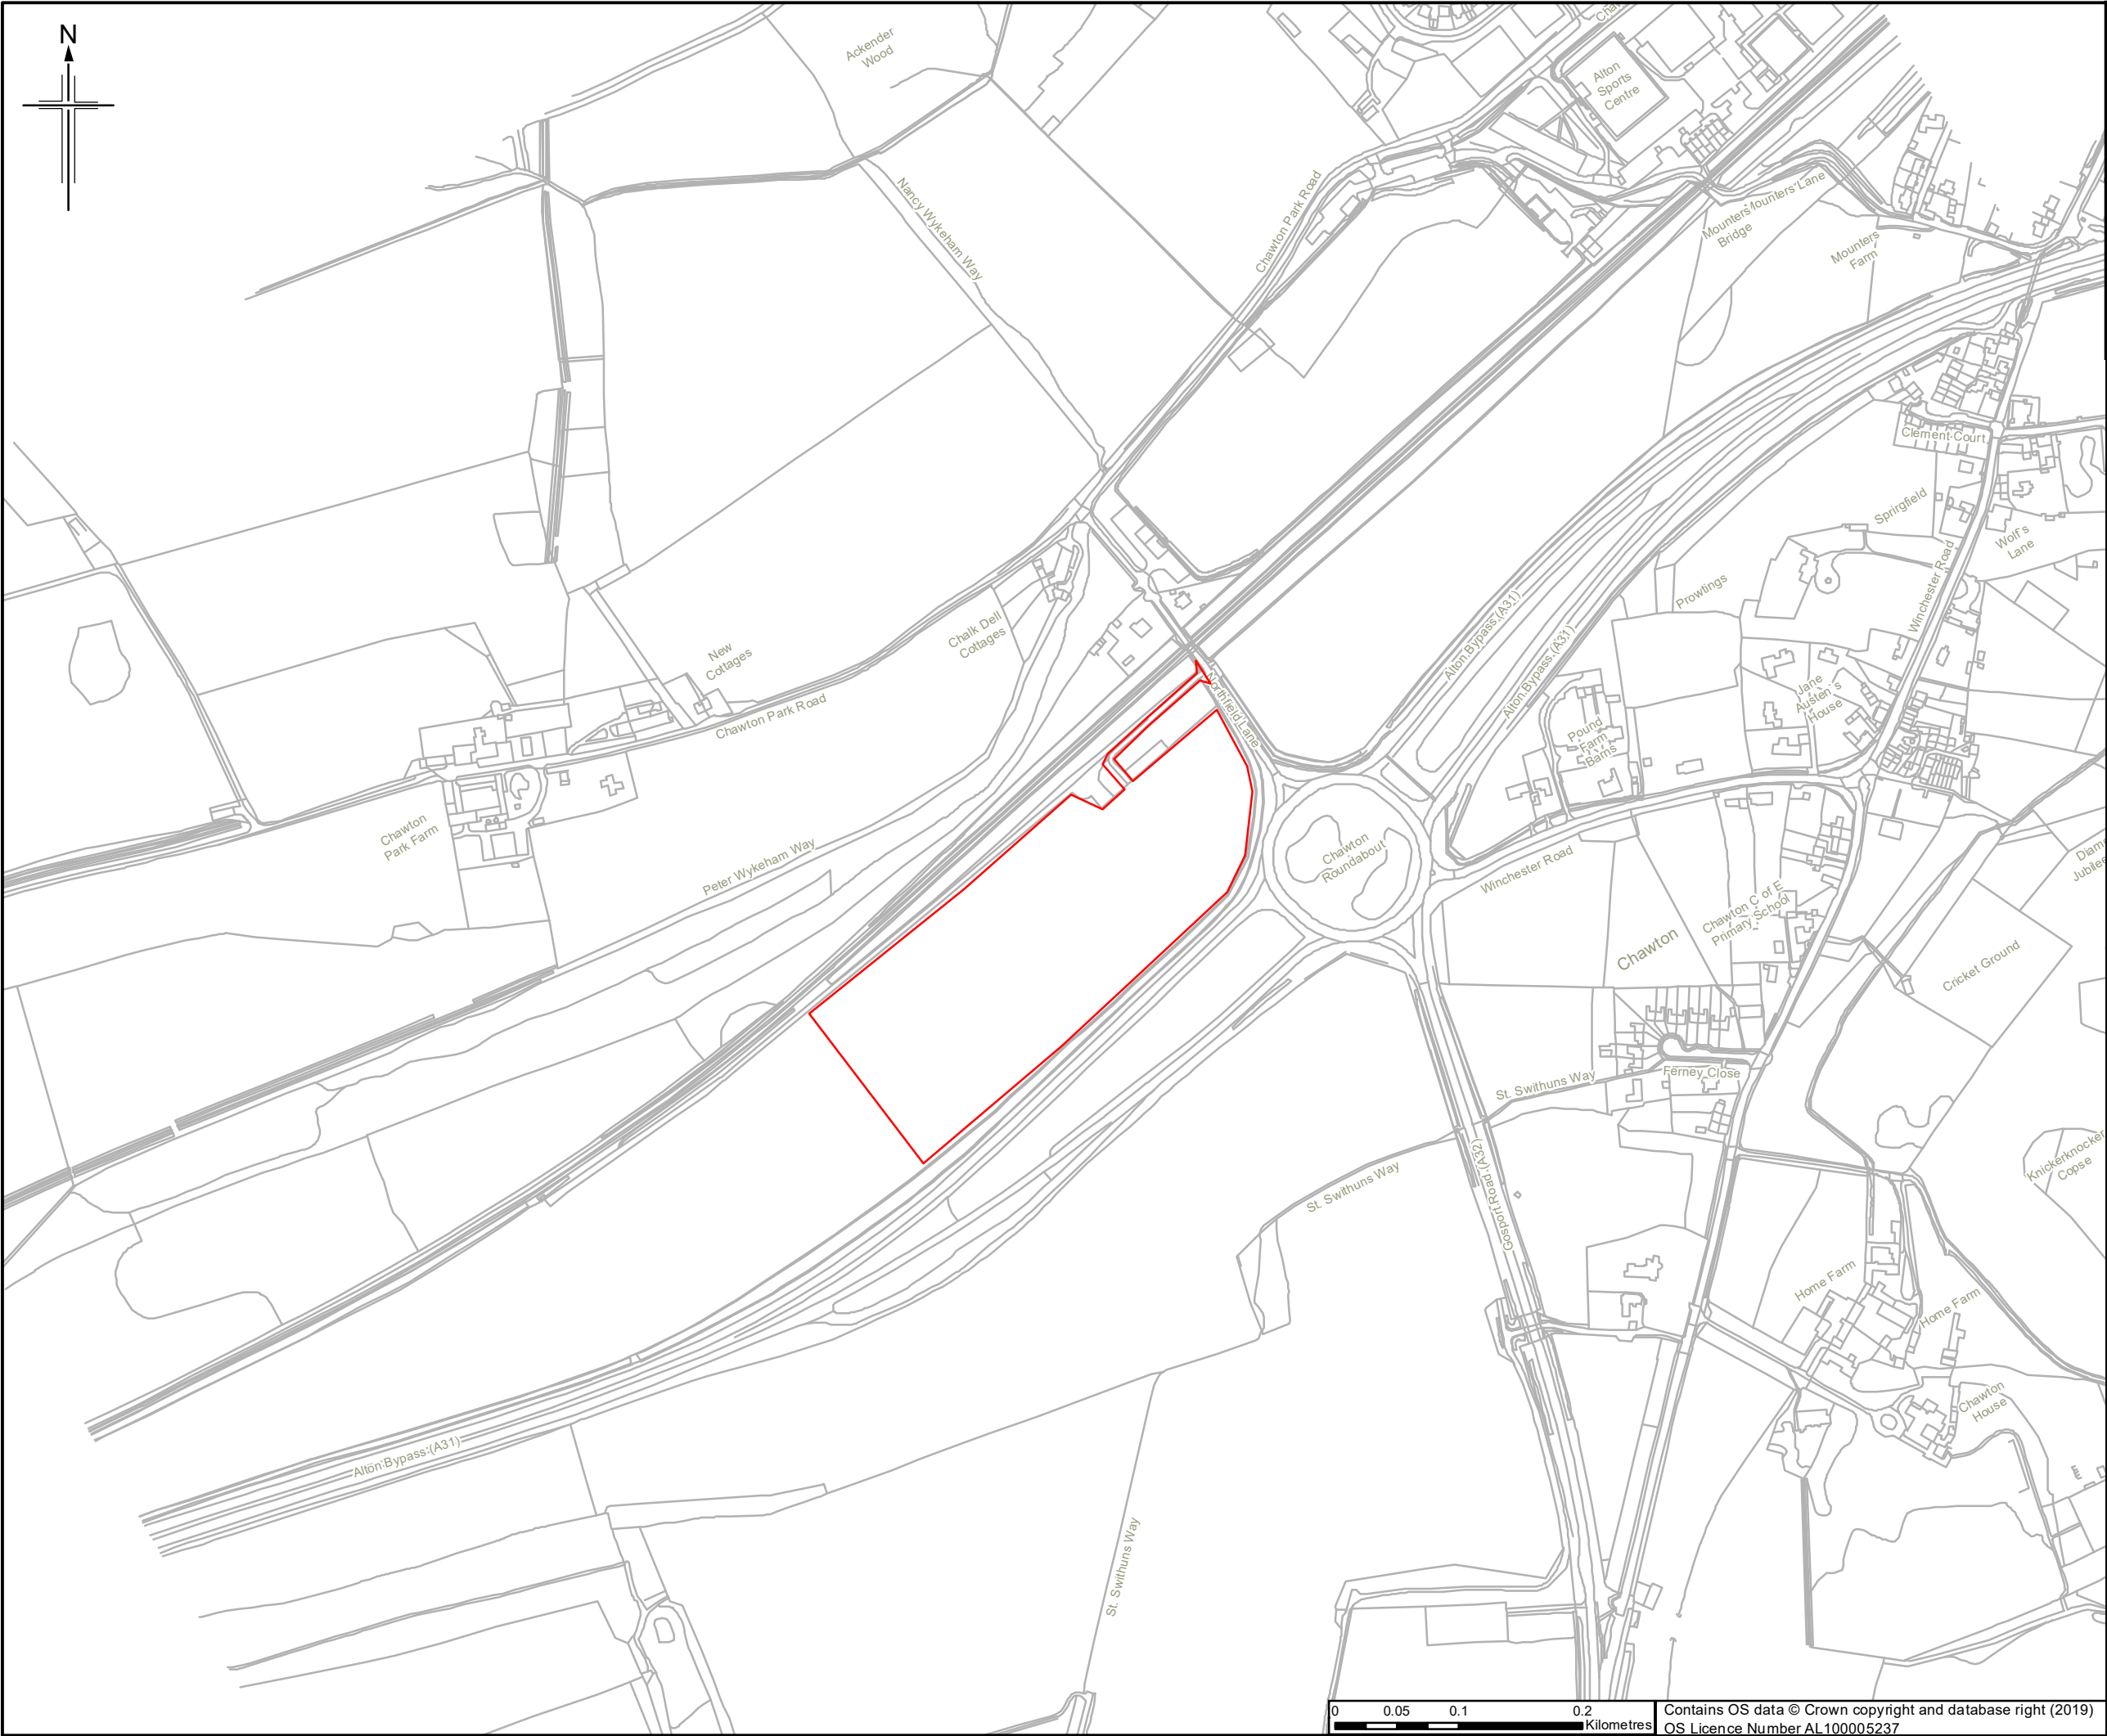 N
Ackender
Wood
Cha
Alton
Sports
Centre
Nancy Wykeham Way
Chawton Park Road
Mounters Lane
Mounters
Bridge
Mounters
Farm
Clement Court
Springfield
Wolf's
Lane
Winchester Road
Prowtings
Alton Bypass (A31)
Alton Bypass (A31)
Chalk Dell
Cottages
New
Cottages
Chawton Park Road
Northfield Lane
Jane
Austen's
House
Pound
Farm
Barns
Chawton
Park Farm
Peter Wykeham Way
Chawton
Roundabout
Winchester Road
Diam
Jubilee
Chawton C of E
Primary School
Chawton
Cricket Ground
St. Swithuns Way
Ferney Close
Knickerknocker
Copse
St. Swithuns Way
Gosport Road (A32)
Home Farm
Home Farm
Chawton
House
Alton Bypass (A31)
St. Swithuns Way
0 0.05 0.1 0.2
Kilometres
Contains OS data © Crown copyright and database right (2019)
OS Licence Number AL100005237